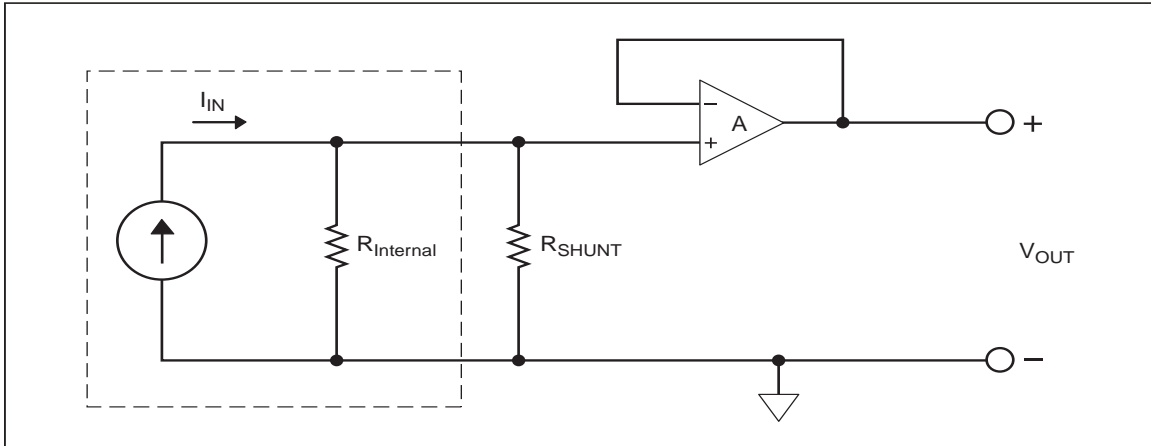 I_IN
−
A
+
+
R_Internal
R_SHUNT
V_OUT
−